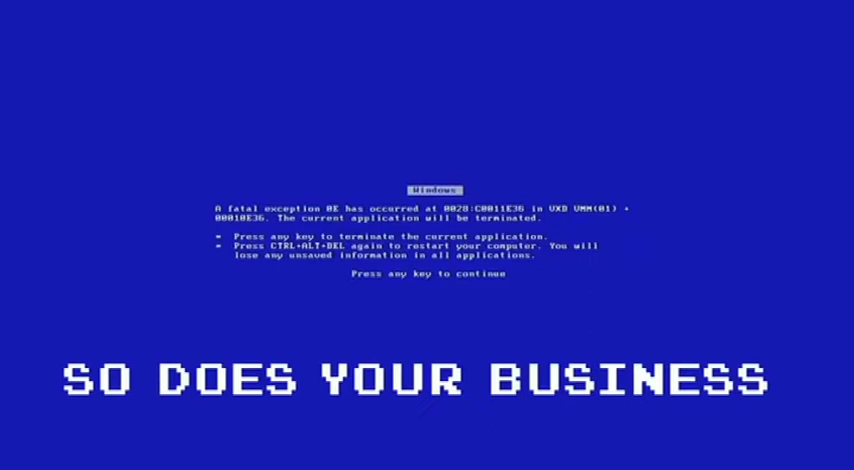 Windows
A fatal exception 0E has occurred at 0028:C0011E36 in VXD VMM(01) +
00010E36. The current application will be terminated.
* Press any key to terminate the current application.
* Press CTRL+ALT+DEL again to restart your computer. You will
lose any unsaved information in all applications.
Press any key to continue
SO DOES YOUR BUSINESS